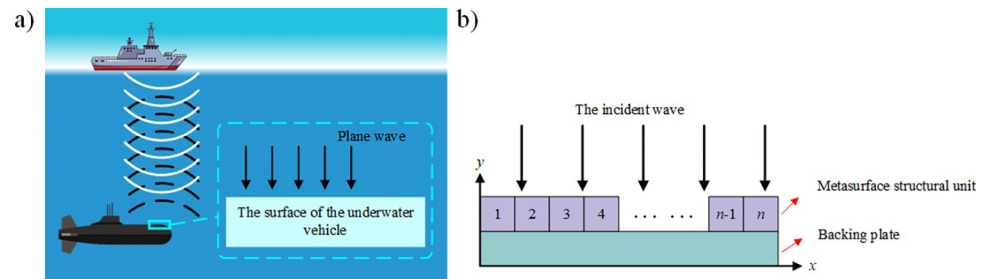 a)
Plane wave
The surface of the underwater
vehicle
b)
The incident wave
y
1 2 3 4 ... ... n-1 n
Metasurface structural unit
Backing plate
x